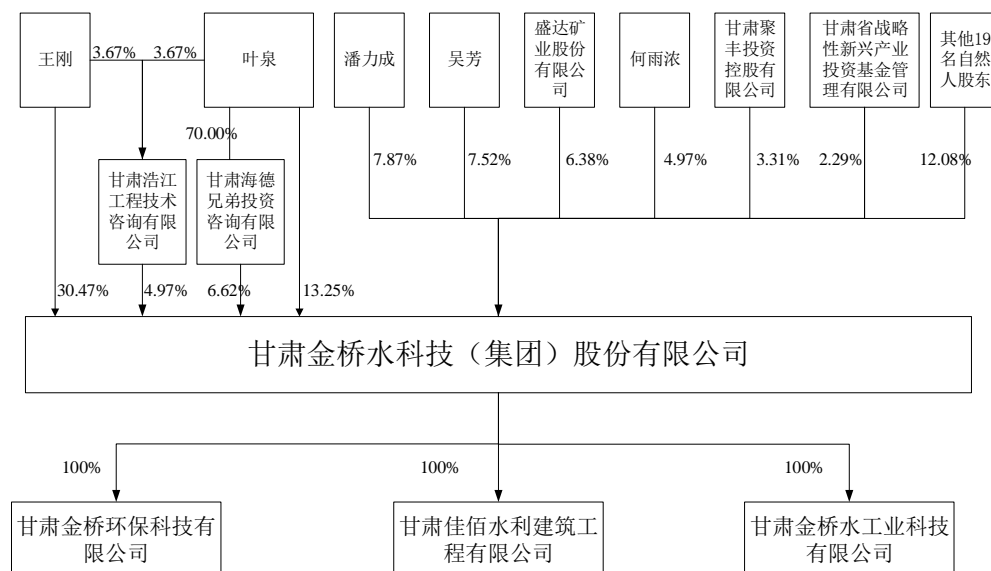 王刚
3.67%
3.67%
叶泉
潘力成
吴芳
盛达矿
业股份
有限公
司
何雨浓
甘肃聚
丰投资
控股有
限公司
甘肃省战略
性新兴产业
投资基金管
理有限公司
其他19
名自然
人股东
70.00%
7.87%
7.52%
6.38%
4.97%
3.31%
2.29%
12.08%
甘肃浩江
工程技术
咨询有限
公司
甘肃海德
兄弟投资
咨询有限
公司
30.47%
4.97%
6.62%
13.25%
甘肃金桥水科技（集团）股份有限公司
100%
100%
100%
甘肃金桥环保科技有
限公司
甘肃佳佰水利建筑工
程有限公司
甘肃金桥水工业科技
有限公司